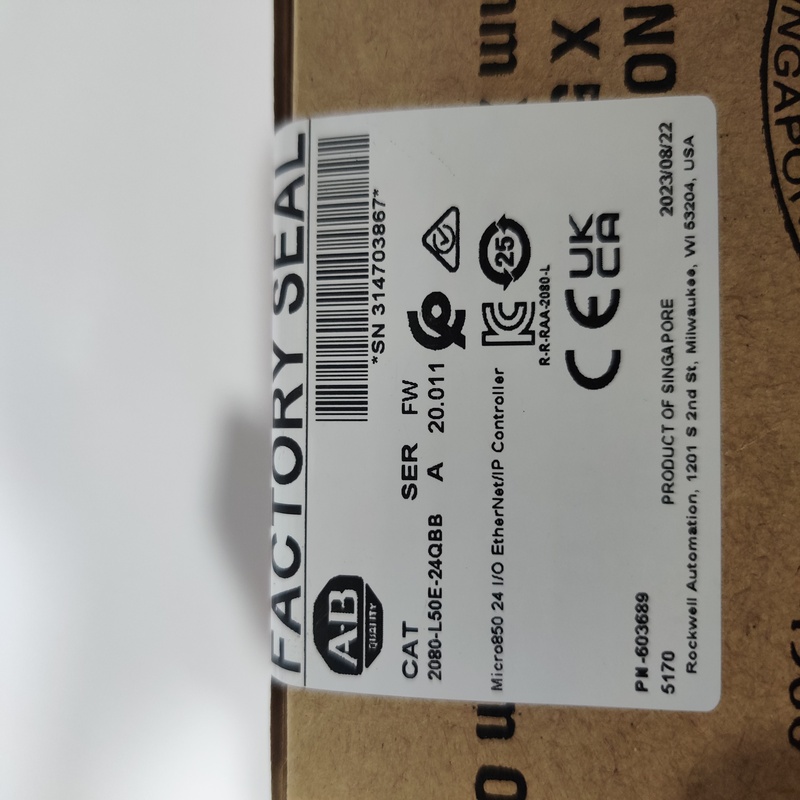 FACTORY SEAL
*SN 314703867*
A-B
QUALITY
CAT SER FW
2080-L50E-24QBB A 20.011
Micro850 24 I/O EtherNet/IP Controller
25
R-R-RAA-2080-L
CE
UK
CA
PN-603689
5170 PRODUCT OF SINGAPORE 2023/08/22
Rockwell Automation, 1201 S 2nd St, Milwaukee, WI 53204, USA